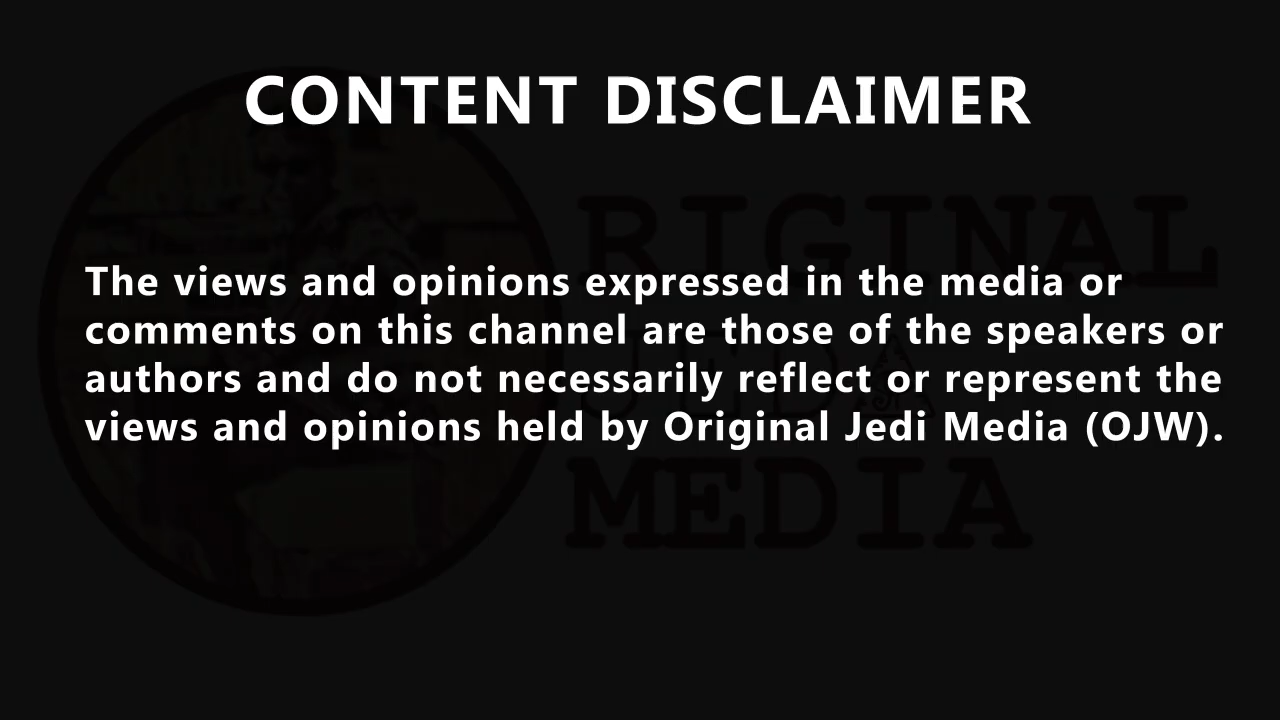 CONTENT DISCLAIMER
The views and opinions expressed in the media or
comments on this channel are those of the speakers or
authors and do not necessarily reflect or represent the
views and opinions held by Original Jedi Media (OJW).
RIGINAL
MEDIA